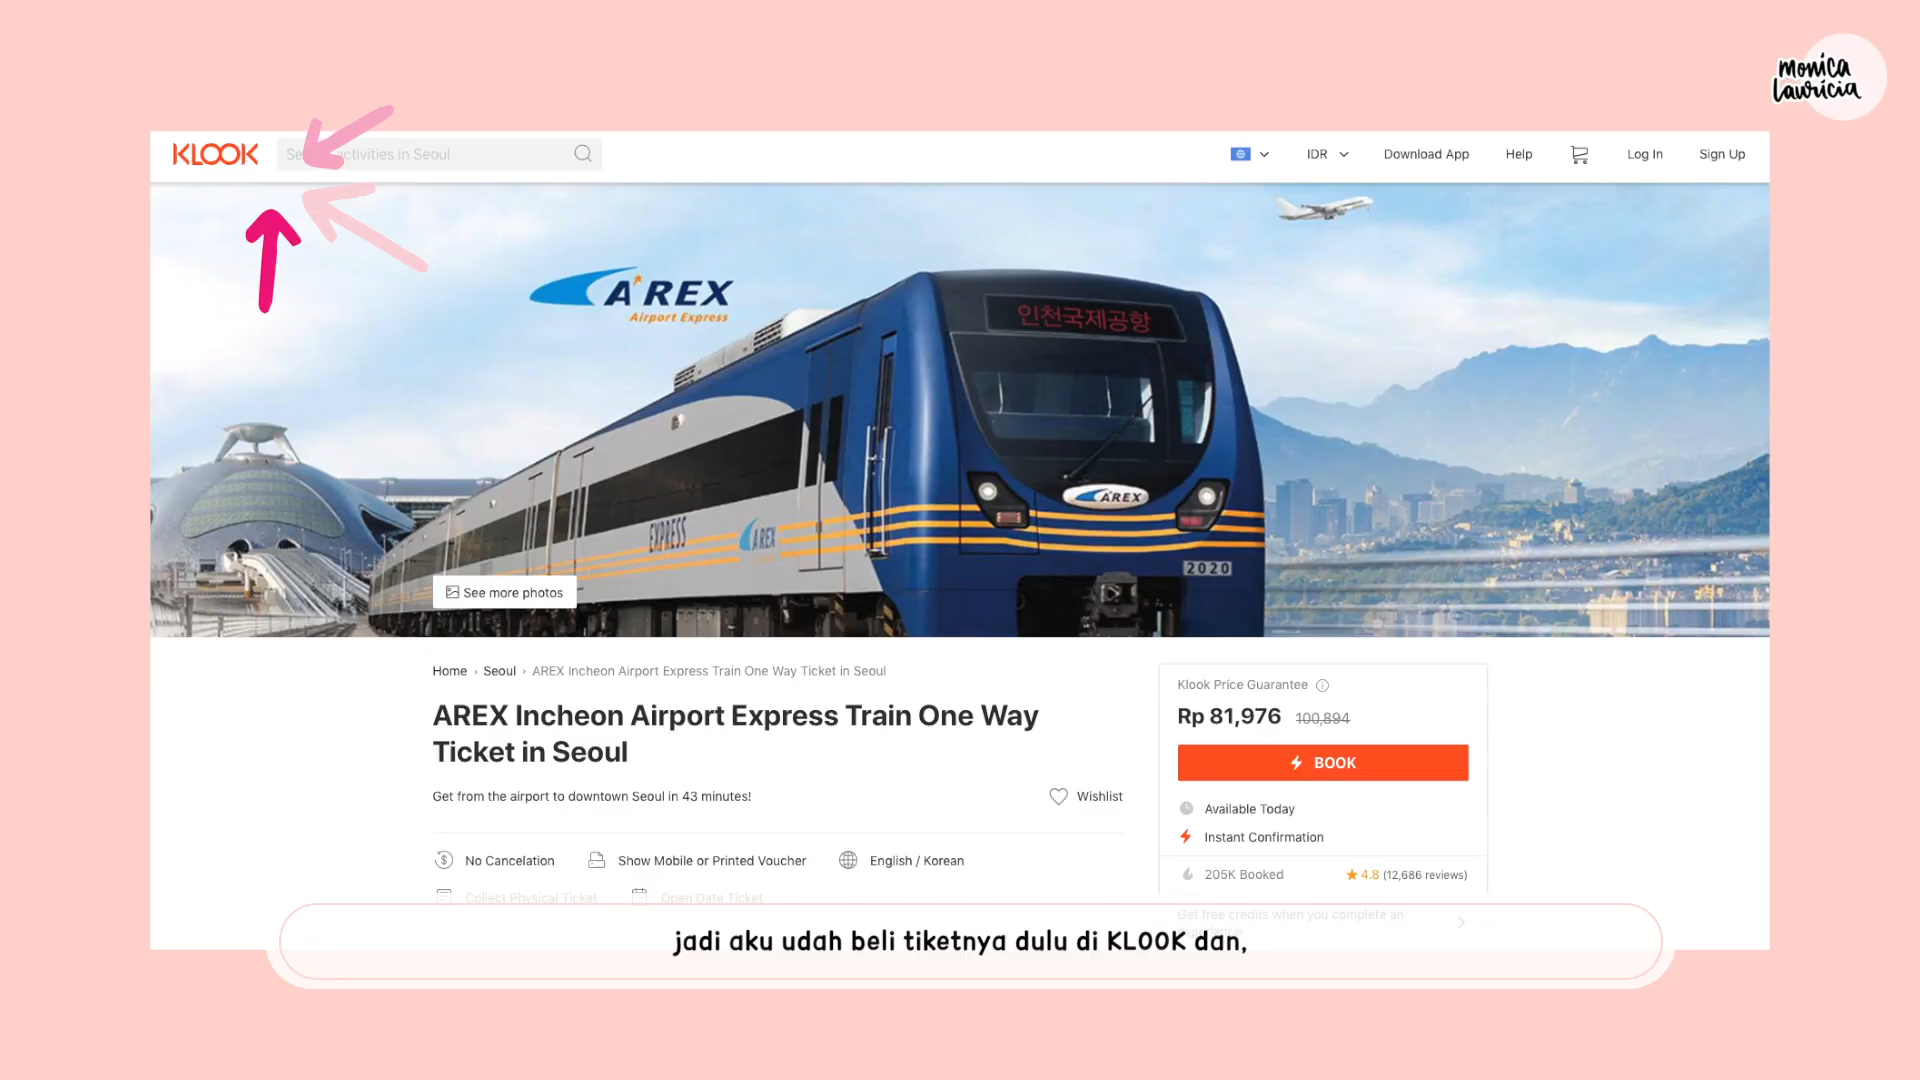 monica
lauricia
KLOOK
activities in Seoul
IDR
Download App
Help
Log In
Sign Up
A'REX
Airport Express
인천국제공항
A'REX
EXPRESS
A'REX
2020
See more photos
Home › Seoul › AREX Incheon Airport Express Train One Way Ticket in Seoul
AREX Incheon Airport Express Train One Way
Ticket in Seoul
Get from the airport to downtown Seoul in 43 minutes!
Wishlist
No Cancelation
Show Mobile or Printed Voucher
English / Korean
Collect Physical Ticket
Open Date Ticket
Klook Price Guarantee
Rp 81,976 100,894
BOOK
Available Today
Instant Confirmation
205K Booked
4.8 (12,686 reviews)
Get free credits when you complete an
jadi aku udah beli tiketnya dulu di KLOOK dan,